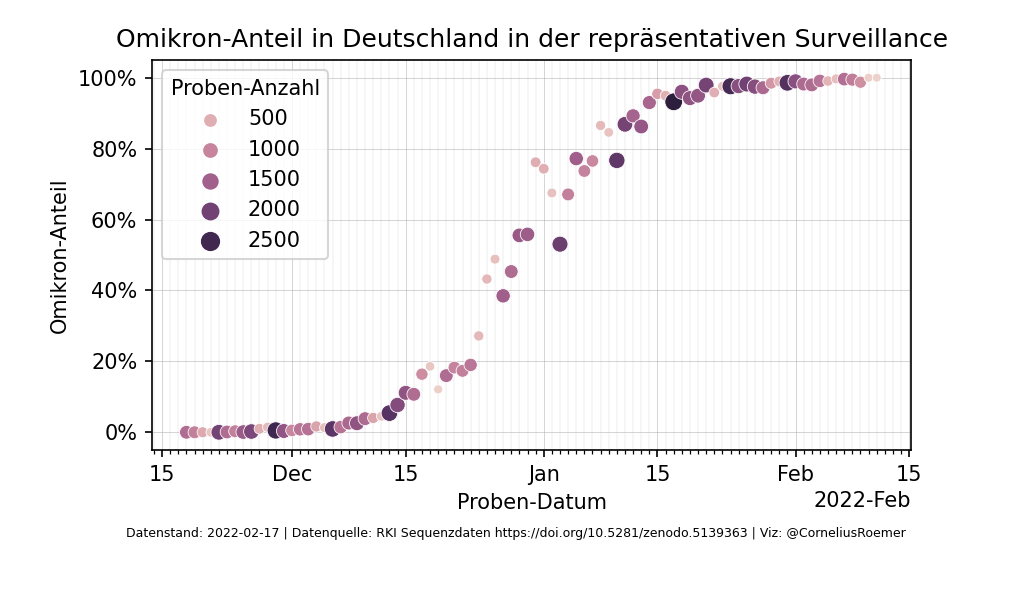 Omikron-Anteil in Deutschland in der repräsentativen Surveillance
Omikron-Anteil
100%
80%
60%
40%
20%
0%
Proben-Anzahl
500
1000
1500
2000
2500
15 Dec 15 Jan 15 Feb 15
Proben-Datum
2022-Feb
Datenstand: 2022-02-17 | Datenquelle: RKI Sequenzdaten https://doi.org/10.5281/zenodo.5139363 | Viz: @CorneliusRoemer